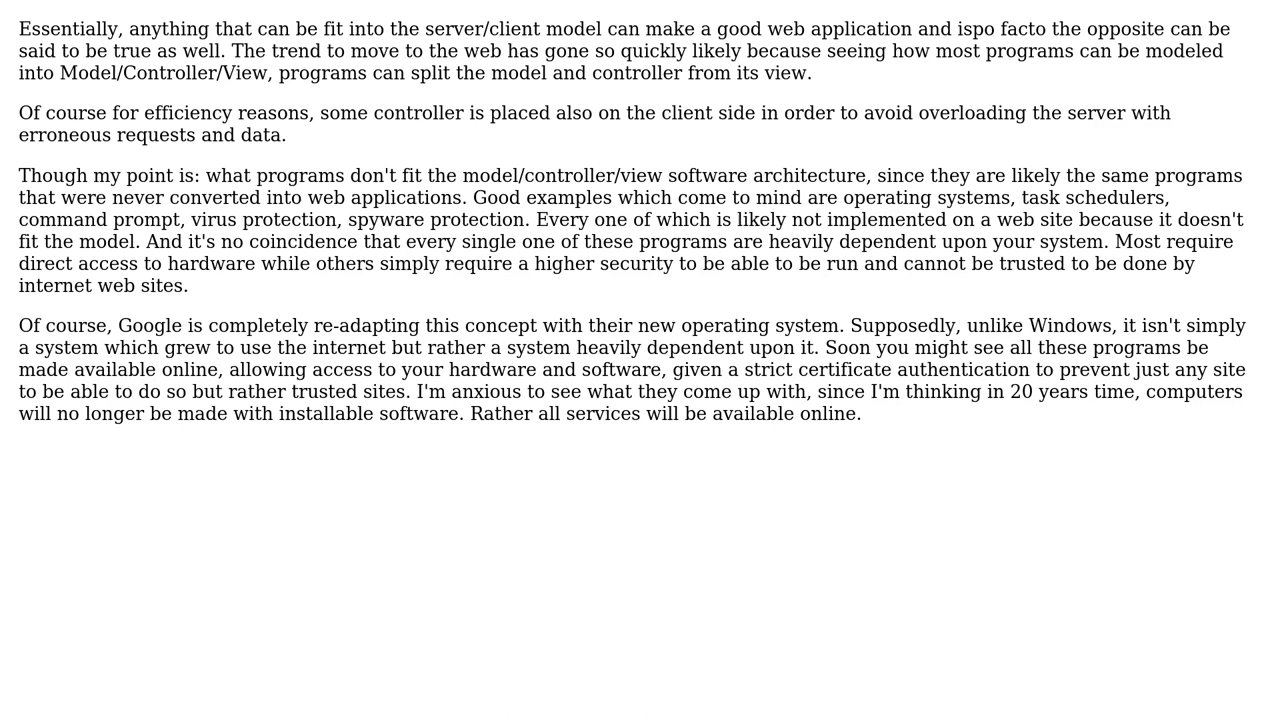 Essentially, anything that can be fit into the server/client model can make a good web application and ispo facto the opposite can be
said to be true as well. The trend to move to the web has gone so quickly likely because seeing how most programs can be modeled
into Model/Controller/View, programs can split the model and controller from its view.
Of course for efficiency reasons, some controller is placed also on the client side in order to avoid overloading the server with
erroneous requests and data.
Though my point is: what programs don't fit the model/controller/view software architecture, since they are likely the same programs
that were never converted into web applications. Good examples which come to mind are operating systems, task schedulers,
command prompt, virus protection, spyware protection. Every one of which is likely not implemented on a web site because it doesn't
fit the model. And it's no coincidence that every single one of these programs are heavily dependent upon your system. Most require
direct access to hardware while others simply require a higher security to be able to be run and cannot be trusted to be done by
internet web sites.
Of course, Google is completely re-adapting this concept with their new operating system. Supposedly, unlike Windows, it isn't simply
a system which grew to use the internet but rather a system heavily dependent upon it. Soon you might see all these programs be
made available online, allowing access to your hardware and software, given a strict certificate authentication to prevent just any site
to be able to do so but rather trusted sites. I'm anxious to see what they come up with, since I'm thinking in 20 years time, computers
will no longer be made with installable software. Rather all services will be available online.